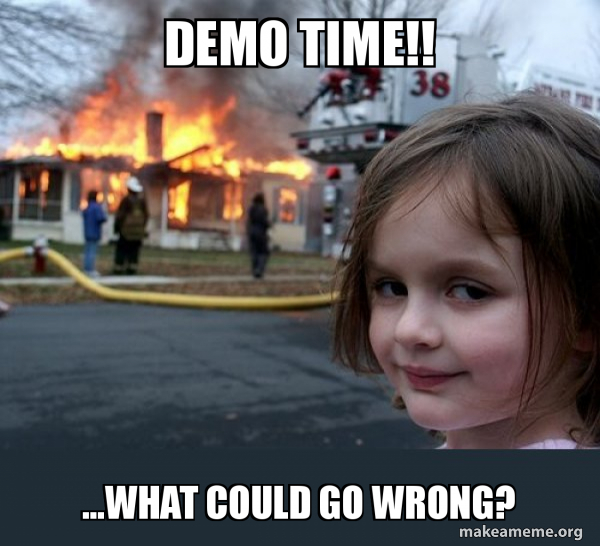 DEMO TIME!!
38
...WHAT COULD GO WRONG?
makeameme.org